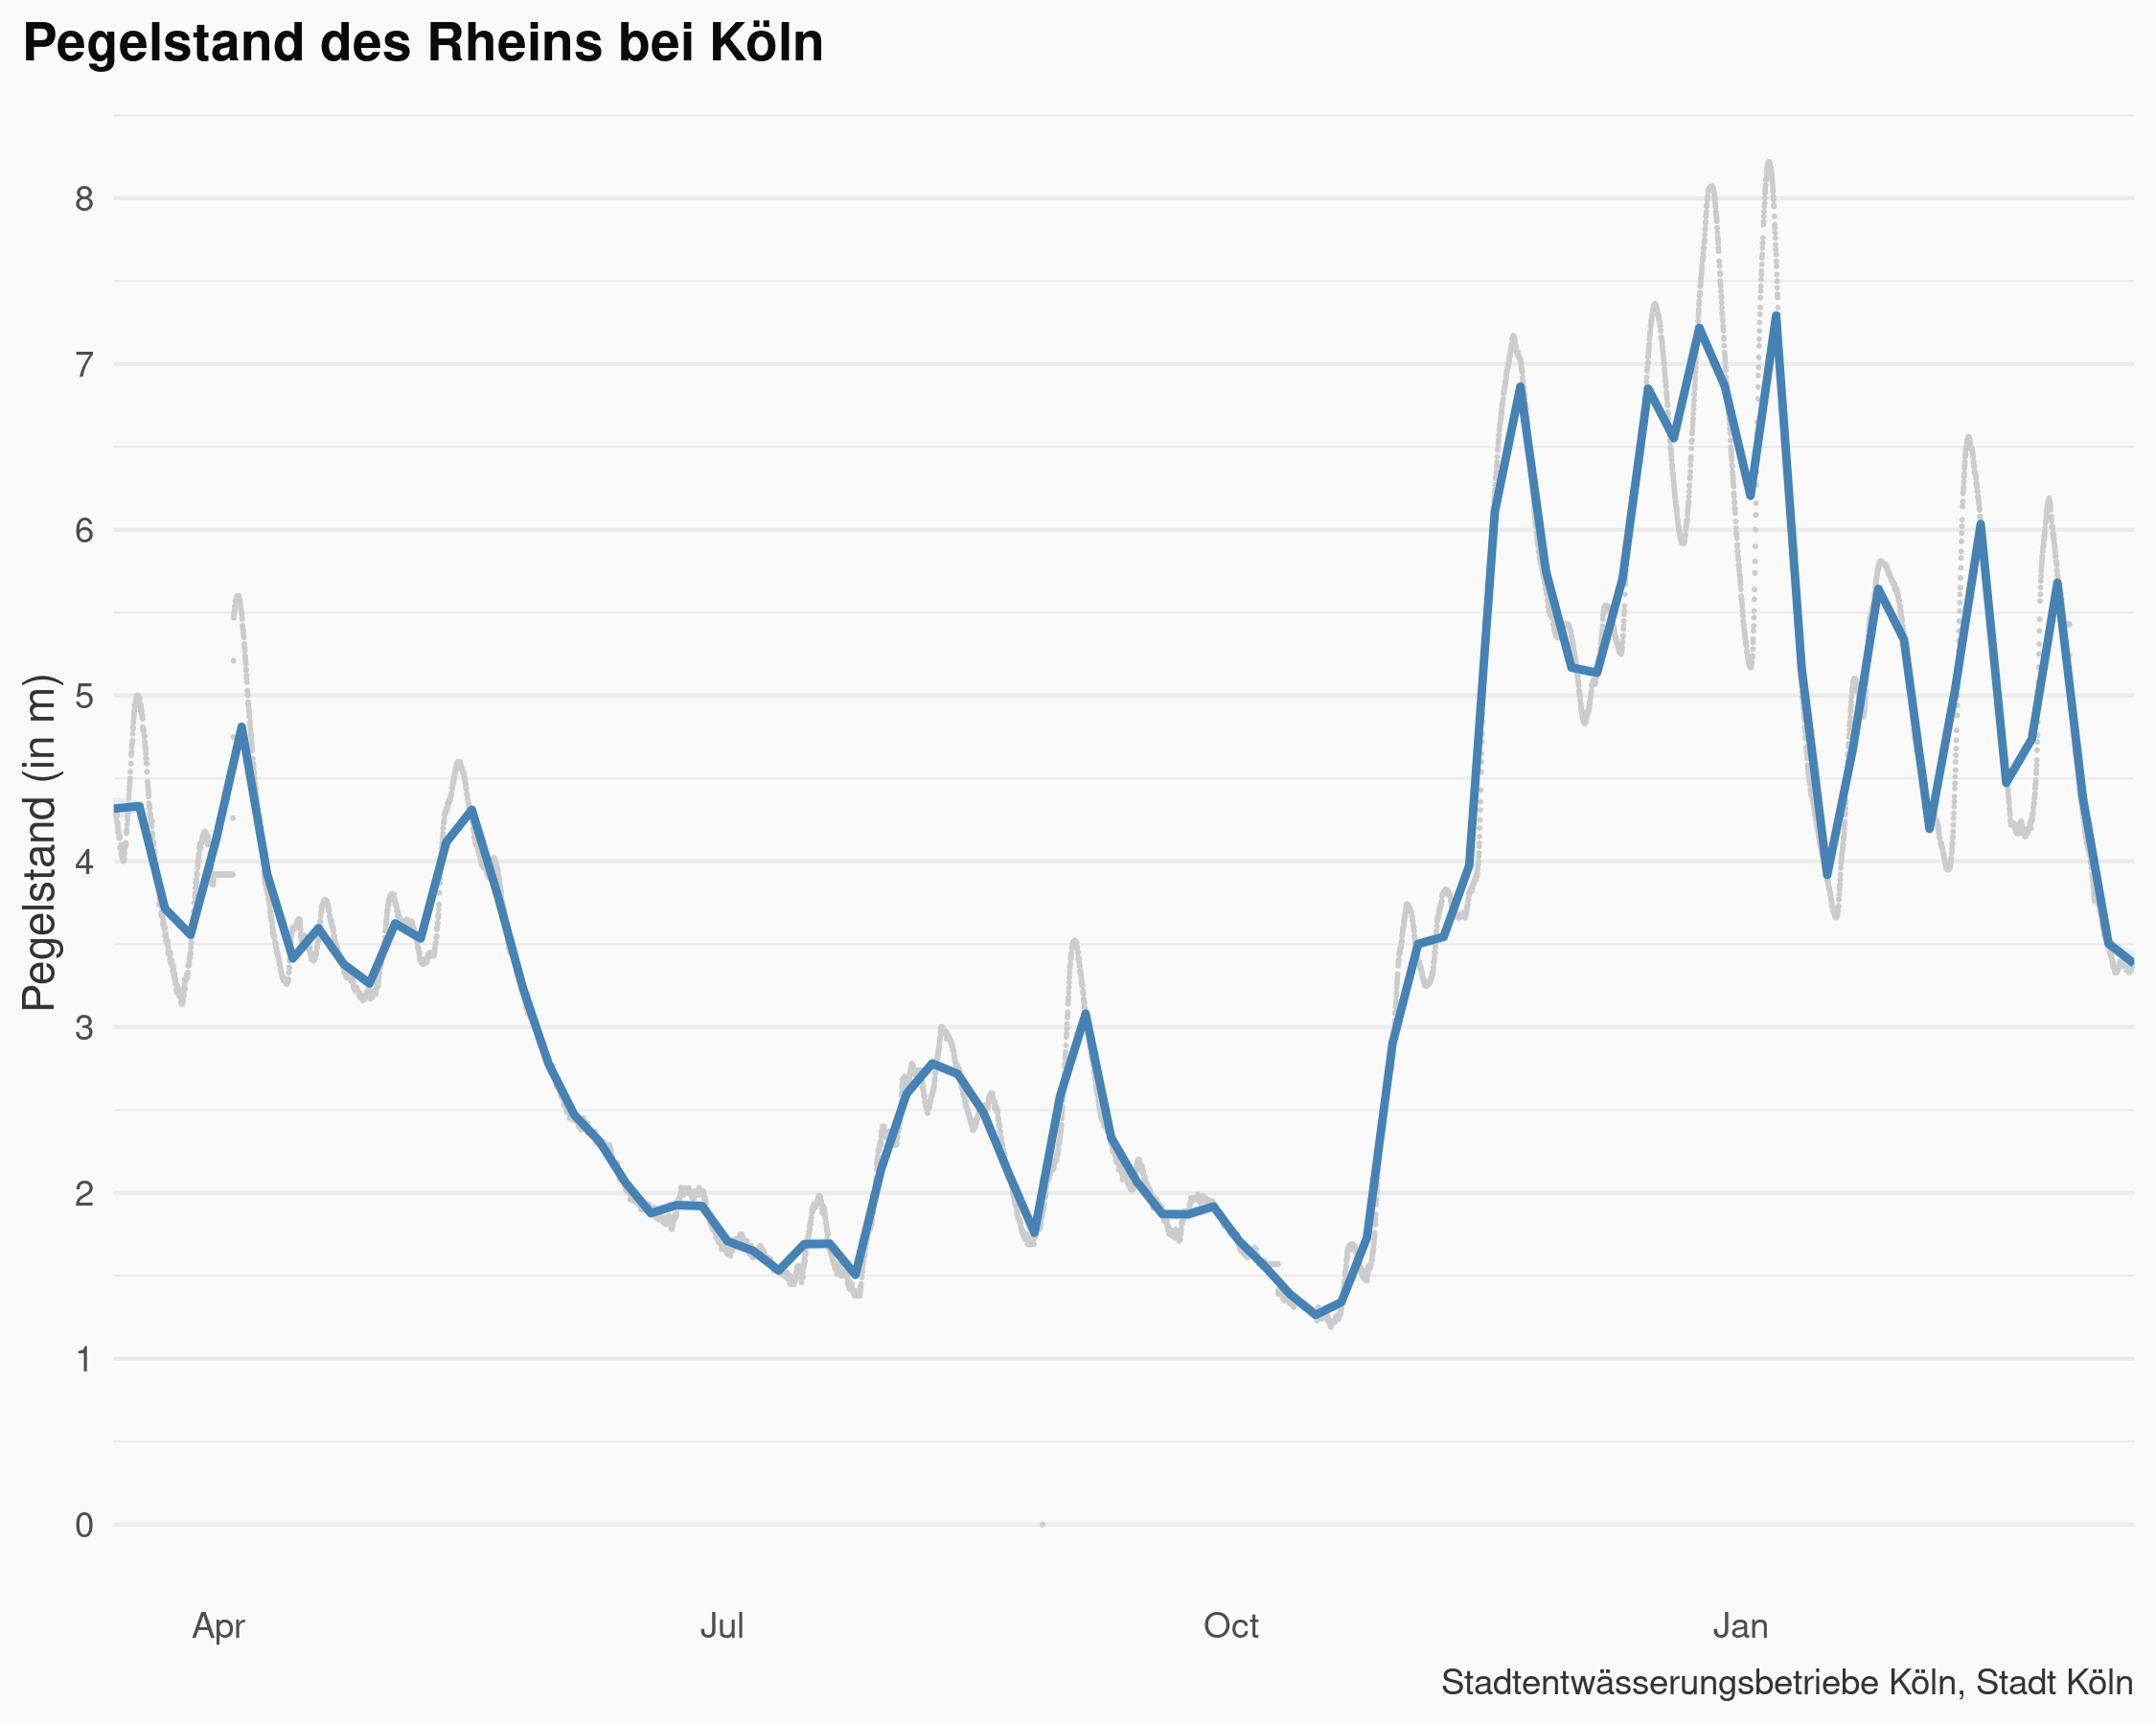 Pegelstand des Rheins bei Köln
Pegelstand (in m)
8
7
6
5
4
3
2
1
0
Apr Jul Oct Jan
Stadtentwässerungsbetriebe Köln, Stadt Köln